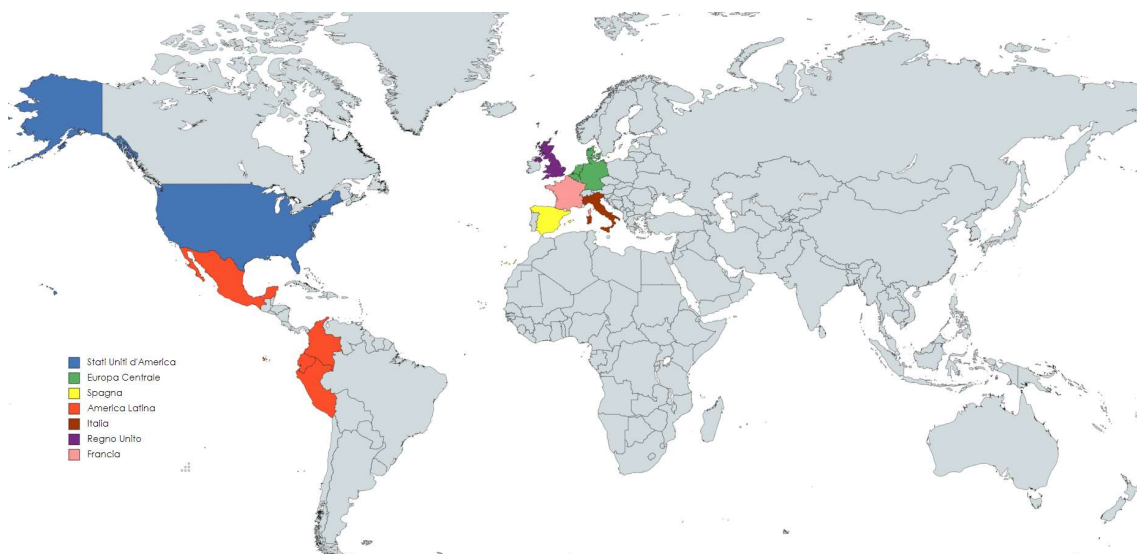 Stati Uniti d'America
Europa Centrale
Spagna
America Latina
Italia
Regno Unito
Francia